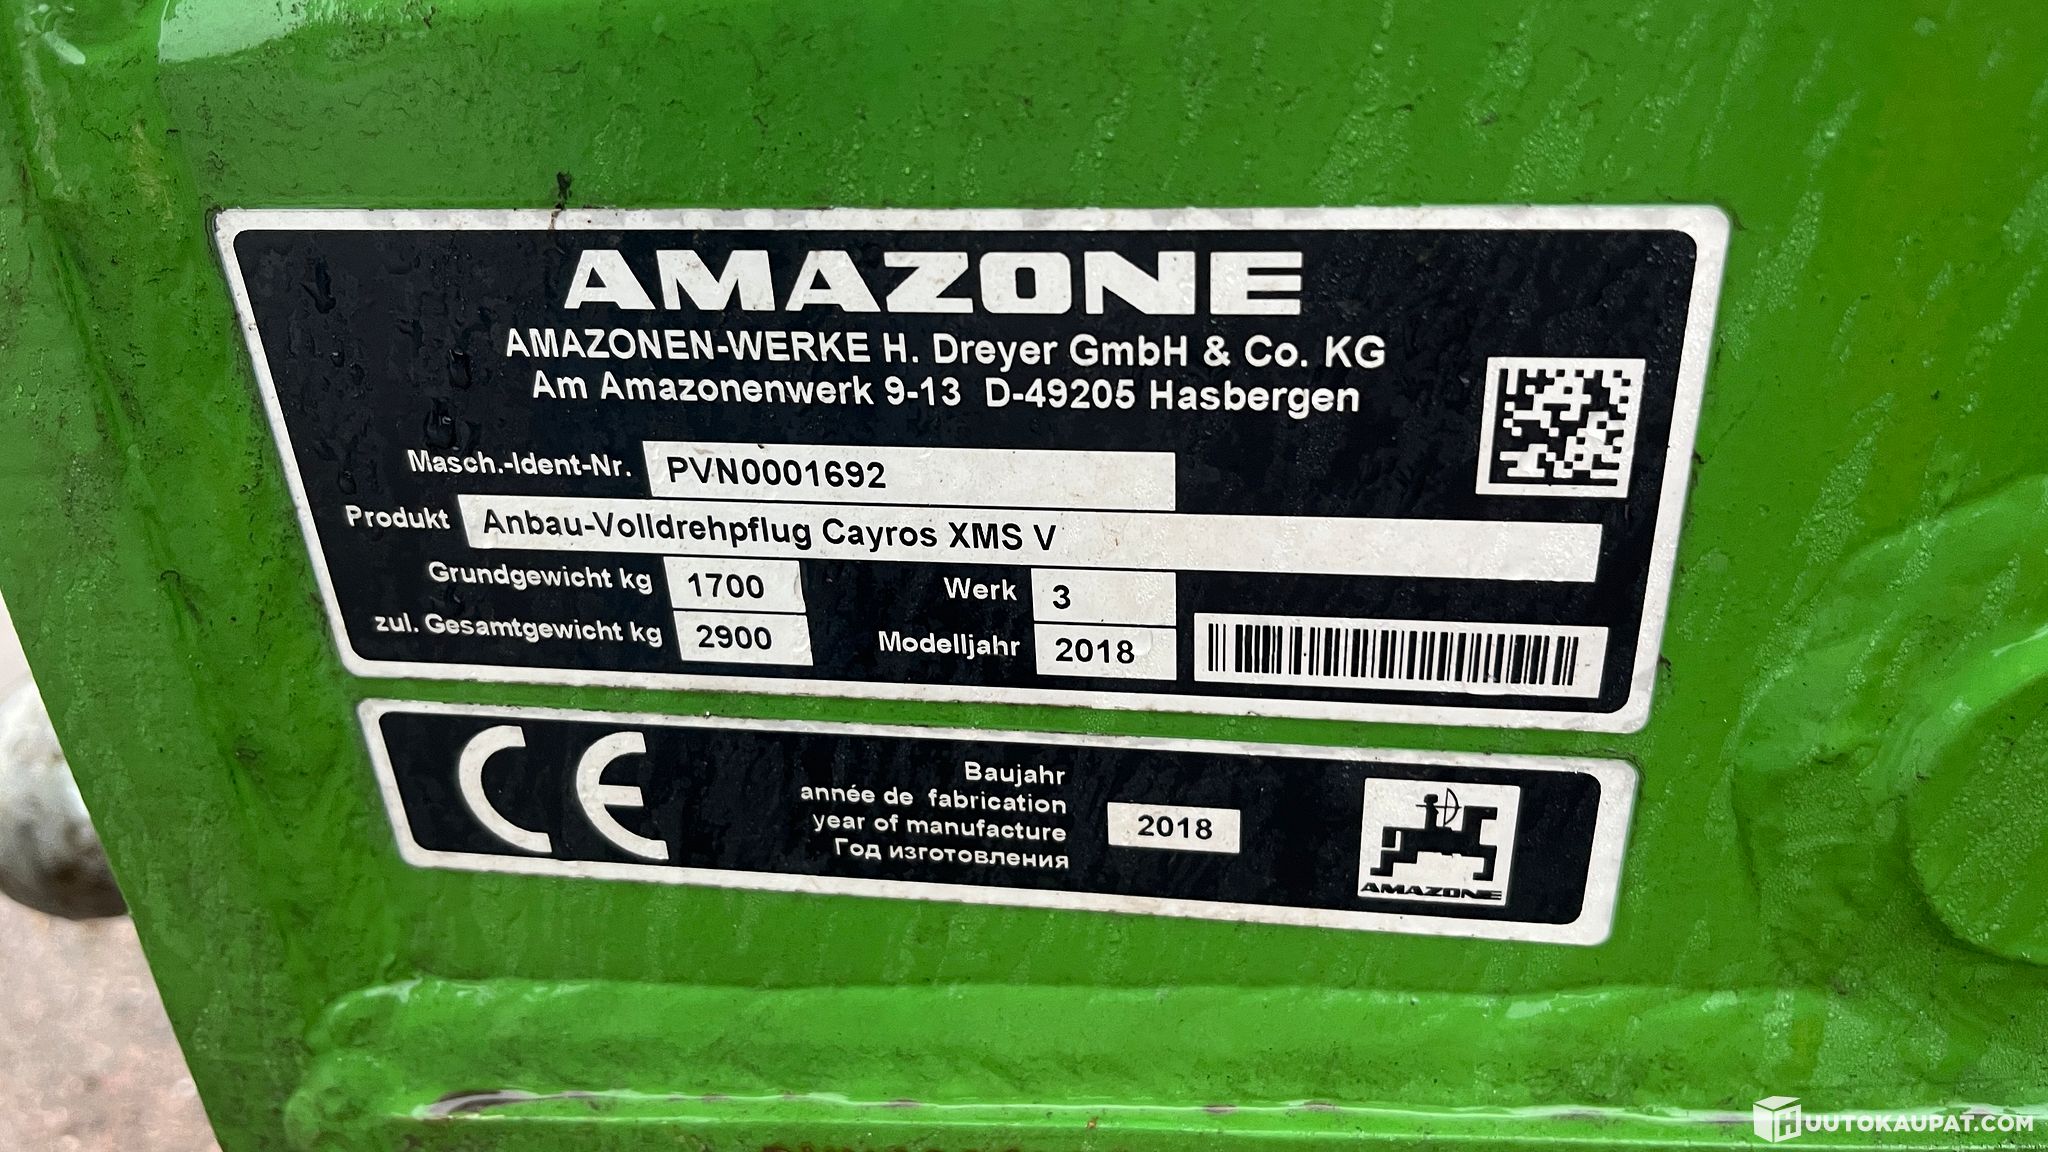 AMAZONE
AMAZONEN-WERKE H. Dreyer GmbH & Co. KG
Am Amazonenwerk 9-13 D-49205 Hasbergen
Masch.-Ident-Nr. PVN0001692
Produkt Anbau-Volldrehpflug Cayros XMS V
Grundgewicht kg 1700 Werk 3
zul. Gesamtgewicht kg 2900 Modelljahr 2018
CE
Baujahr
année de fabrication
year of manufacture 2018
Год изготовления
AMAZONE
HUUTOKAUPAT.COM